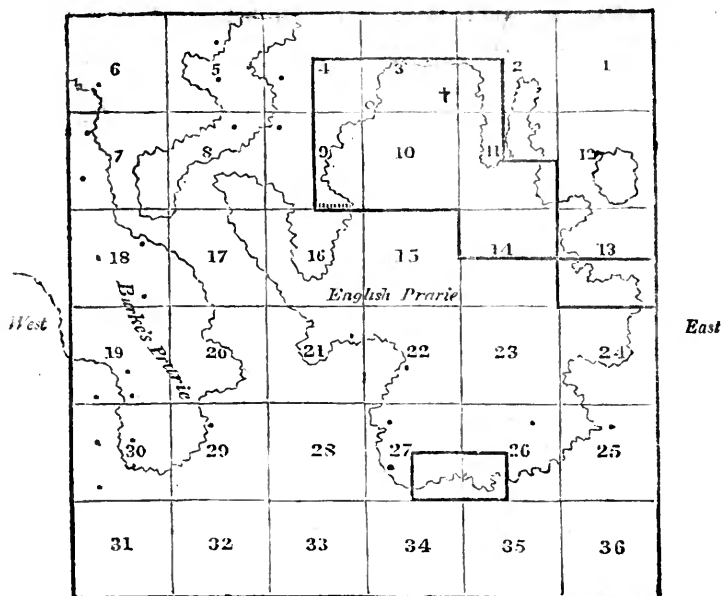 6 5 4 3 2 1
7 8 9 10 11 12
18 17 16 15 14 13
English Prarie
Burke's Prarie
West
East
19 20 21 22 23 24
30 29 28 27 26 25
31 32 33 34 35 36